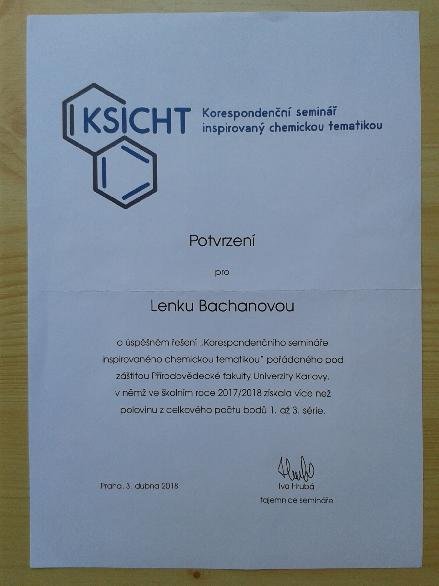 KSICHT
Korespondenční seminář
inspirovaný chemickou tematikou
Potvrzení
pro
Lenku Bachanovou
o úspěšném řešení „Korespondenčního semináře
inspirovaného chemickou tematikou" pořádaného pod
záštitou Přírodovědecké fakulty Univerzity Karlovy,
v němž ve školním roce 2017/2018 získala více než
polovinu z celkového počtu bodů 1. až 3. série.
Praha, 3. dubna 2018
Iva Hrubá
tajemnice semináře